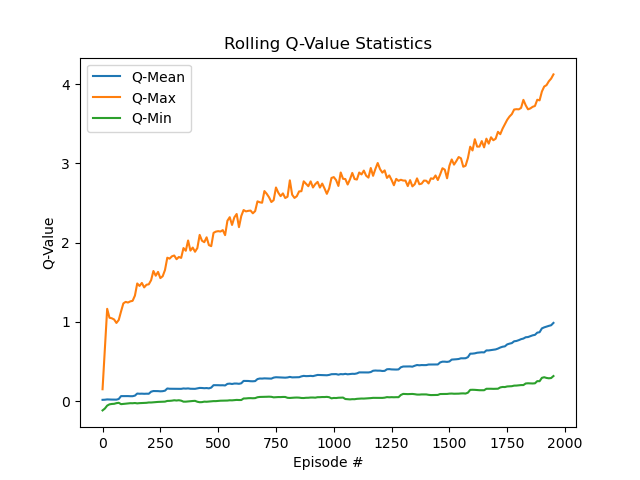 Rolling Q-Value Statistics
Q-Mean
Q-Max
Q-Min
4
3
2
1
0
Q-Value
0
250
500
750
1000
1250
1500
1750
2000
Episode #